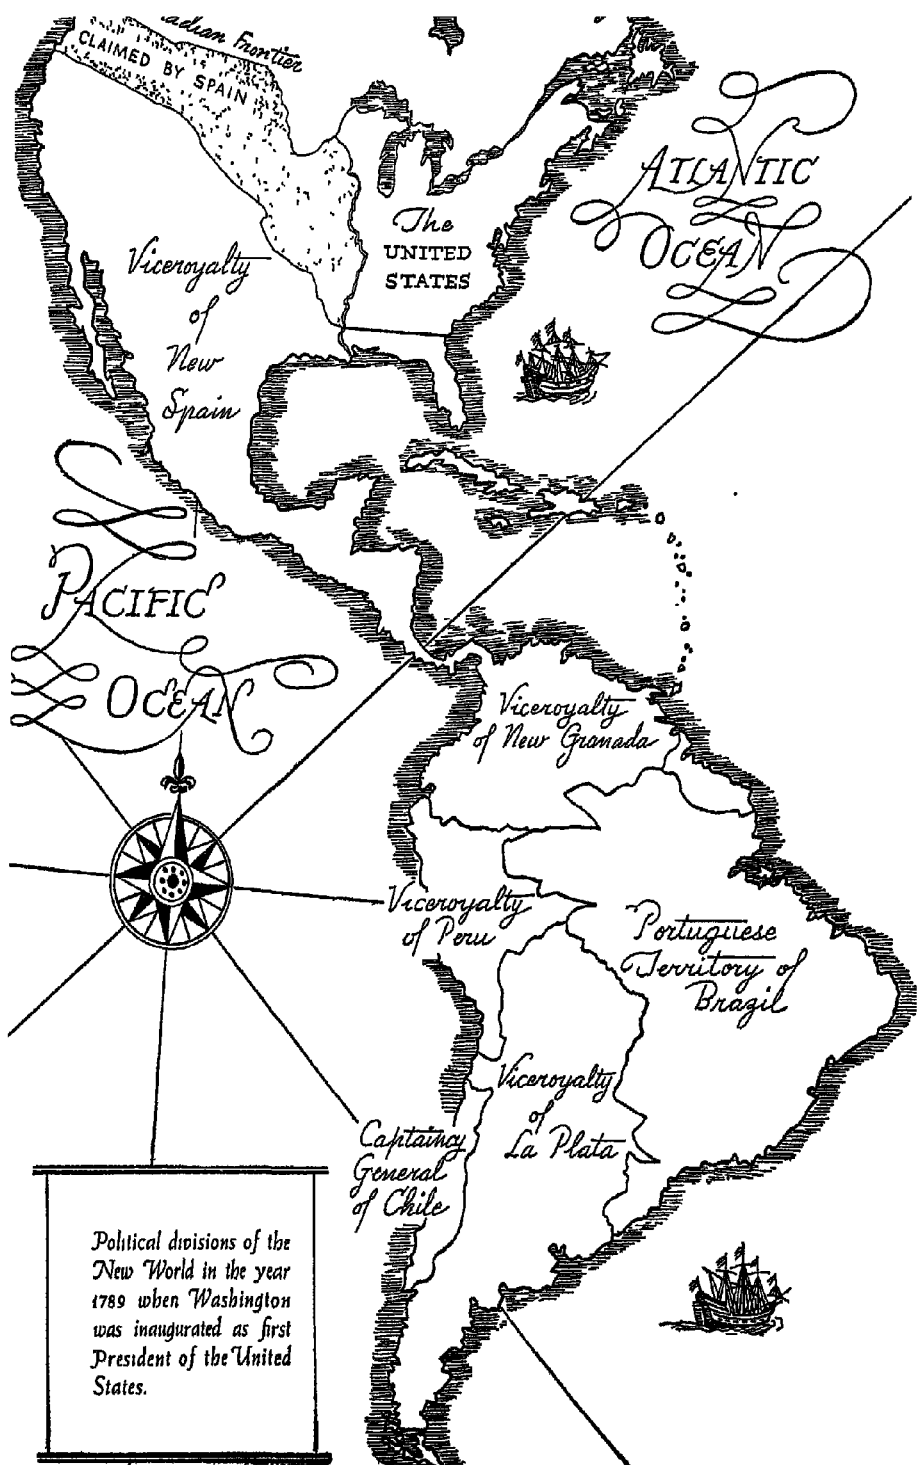 Frontier
CLAIMED BY SPAIN
ATLANTIC
OCEAN
The
UNITED
STATES
Viceroyalty
of
New
Spain
PACIFIC
OCEAN
Viceroyalty
of New Granada
Viceroyalty
of Peru
Portuguese
Territory of
Brazil
Viceroyalty
of
La Plata
Captaincy
General
of Chile
Political divisions of the
New World in the year
1789 when Washington
was inaugurated as first
President of the United
States.